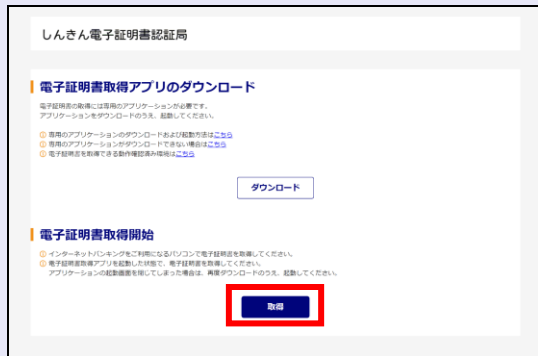 しんきん電子証明書認証局
電子証明書取得アプリのダウンロード
電子証明書の取得には専用のアプリケーションが必要です。
アプリケーションをダウンロードのうえ、起動してください。
専用のアプリケーションのダウンロードおよび起動方法はこちら
専用のアプリケーションがダウンロードできない場合はこちら
電子証明書を取得できる動作確認済み環境はこちら
ダウンロード
電子証明書取得開始
インターネットバンキングをご利用になるパソコンで電子証明書を取得してください。
電子証明書取得アプリを起動した状態で、電子証明書を取得してください。
アプリケーションの起動画面を閉じてしまった場合は、再度ダウンロードのうえ、起動してください。
取得